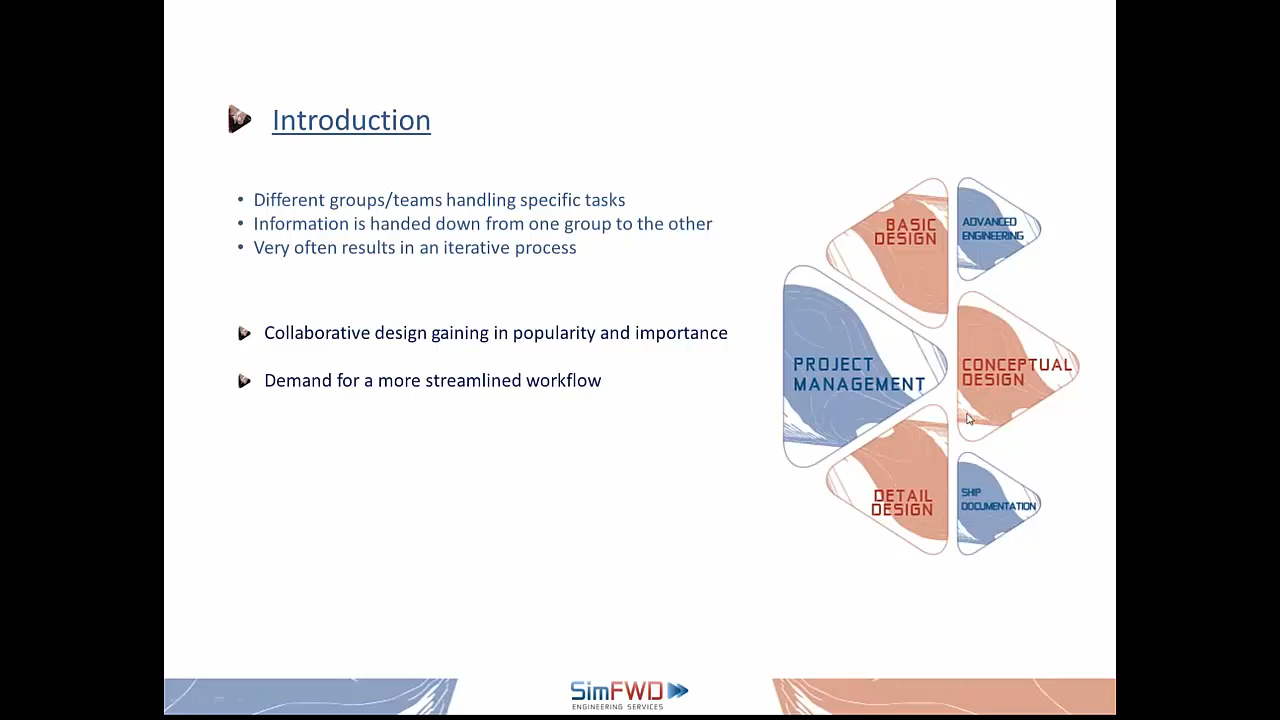 Introduction
• Different groups/teams handling specific tasks
• Information is handed down from one group to the other
• Very often results in an iterative process
Collaborative design gaining in popularity and importance
Demand for a more streamlined workflow
BASIC
DESIGN
ADVANCED
ENGINEERING
PROJECT
MANAGEMENT
CONCEPTUAL
DESIGN
DETAIL
DESIGN
SHIP
DOCUMENTATION
SimFWD
ENGINEERING SERVICES